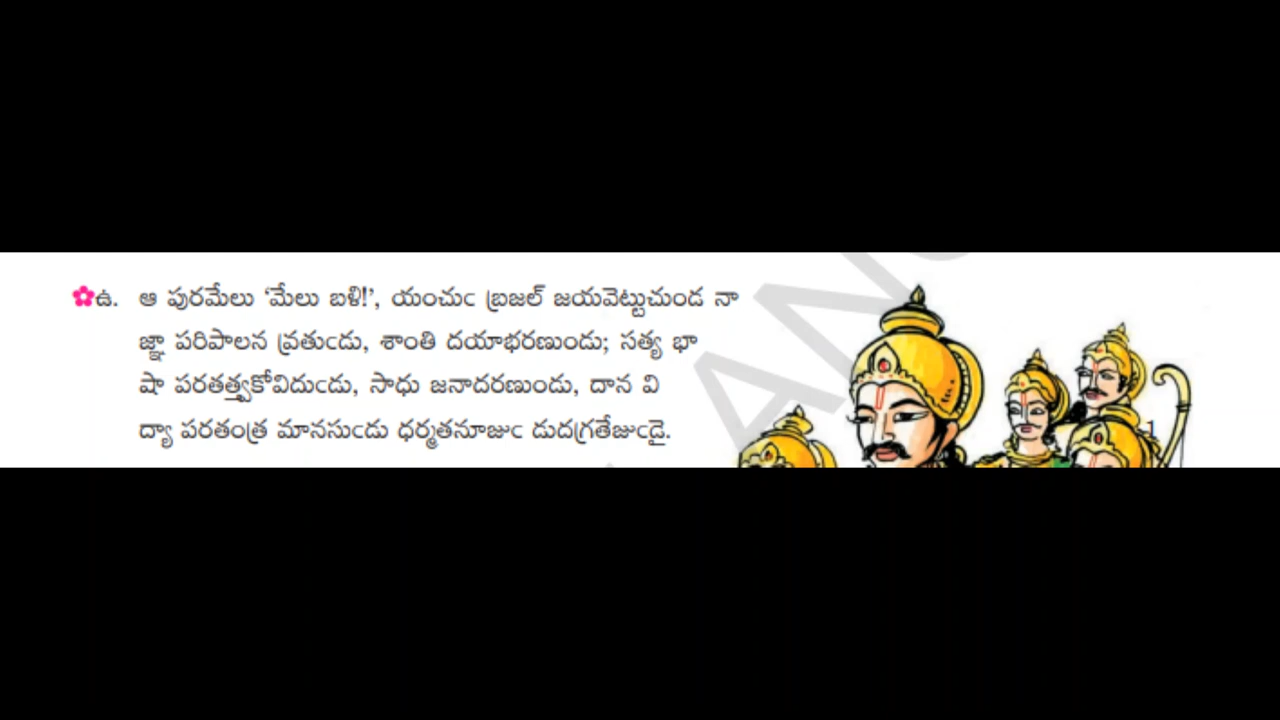 ✿ఉ. ఆ పురమేలు ‘మేలు బళి!’, యంచుఁ బ్రజల్ జయవెట్టుచుండ నా
జ్ఞా పరిపాలన వ్రతుఁడు, శాంతి దయాభరణుండు; సత్య భా
షా పరతత్త్వకోవిదుఁడు, సాధు జనాదరణుండు, దాన వి
ద్యా పరతంత్ర మానసుఁడు ధర్మతనూజుఁ డుదగ్రతేజుఁడై.
1